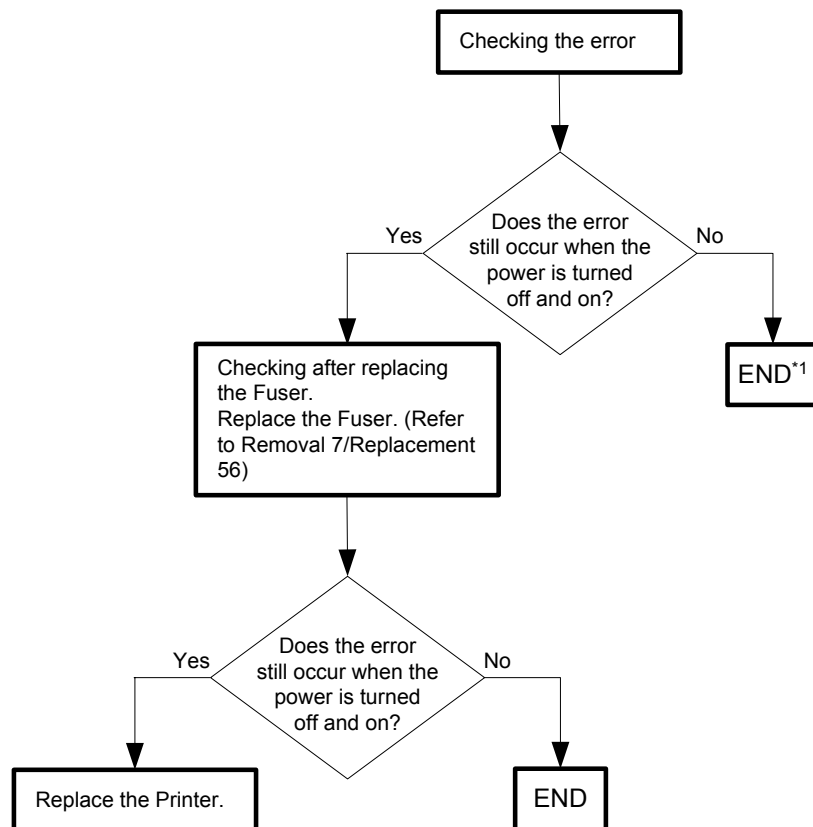 Checking the error
Does the error
still occur when the
power is turned
off and on?
Yes
No
Checking after replacing
the Fuser.
Replace the Fuser. (Refer
to Removal 7/Replacement
56)
END*1
Does the error
still occur when the
power is turned
off and on?
Yes
No
Replace the Printer.
END